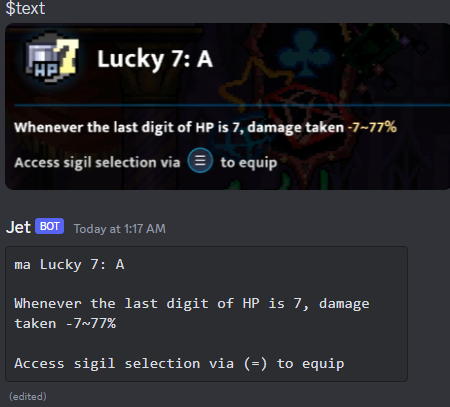 $text
HP 7
Lucky 7: A
Whenever the last digit of HP is 7, damage taken -7~77%
Access sigil selection via ☰ to equip
Jet BOT Today at 1:17 AM
ma Lucky 7: A
Whenever the last digit of HP is 7, damage
taken -7~77%
Access sigil selection via (=) to equip
(edited)